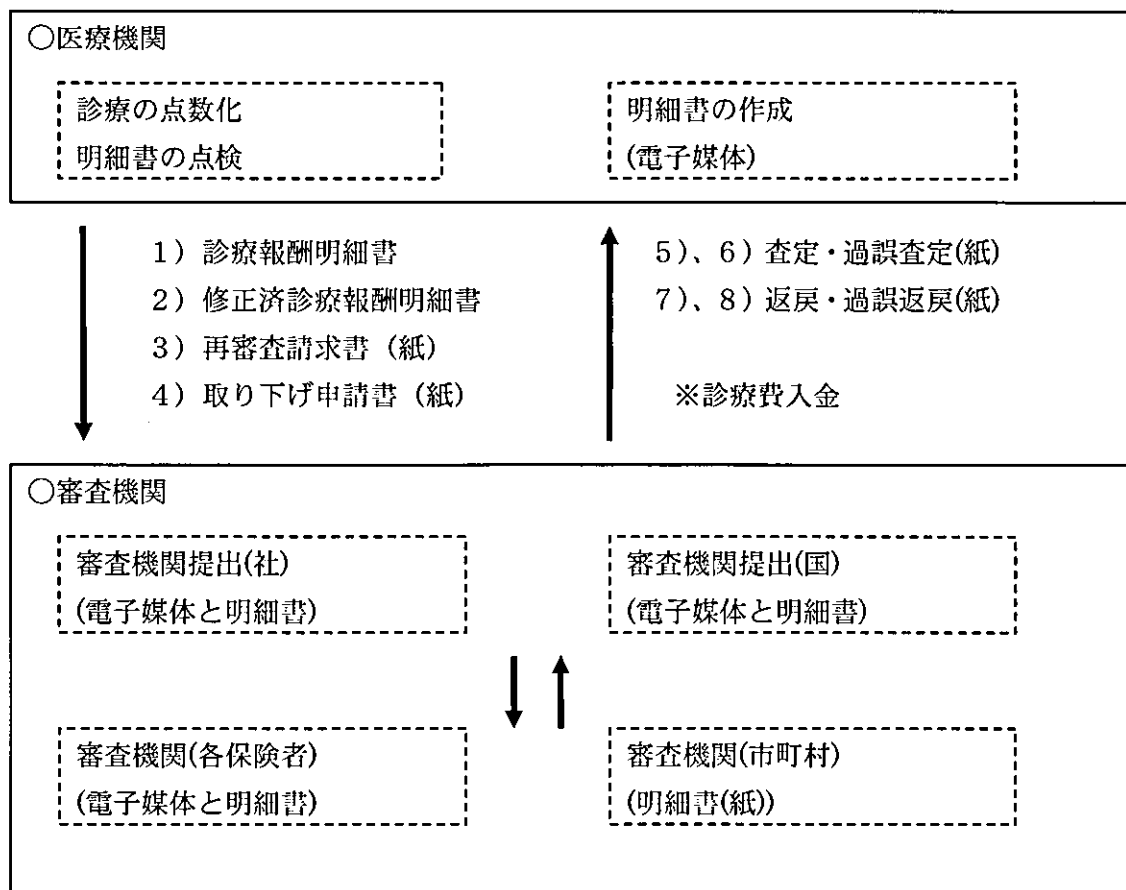 ○医療機関
診療の点数化
明細書の点検
明細書の作成
(電子媒体)
1）診療報酬明細書
2）修正済診療報酬明細書
3）再審査請求書（紙）
4）取り下げ申請書（紙）
5）、6）査定・過誤査定(紙)
7）、8）返戻・過誤返戻(紙)
※診療費入金
○審査機関
審査機関提出(社)
(電子媒体と明細書)
審査機関提出(国)
(電子媒体と明細書)
審査機関(各保険者)
(電子媒体と明細書)
審査機関(市町村)
(明細書(紙))